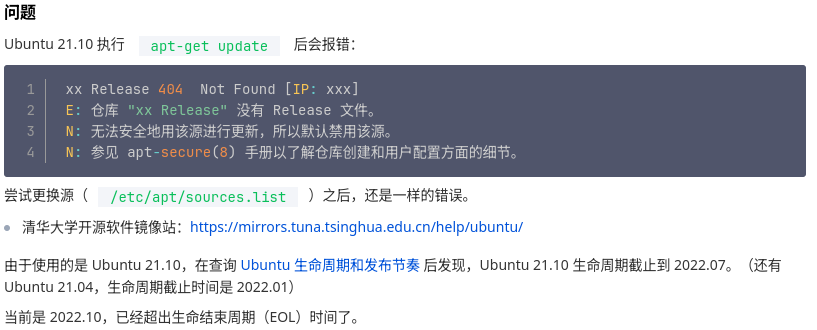 问题
Ubuntu 21.10 执行 apt-get update 后会报错：
1 xx Release 404  Not Found [IP: xxx]
2 E: 仓库 "xx Release" 没有 Release 文件。
3 N: 无法安全地用该源进行更新，所以默认禁用该源。
4 N: 参见 apt-secure(8) 手册以了解仓库创建和用户配置方面的细节。
尝试更换源（ /etc/apt/sources.list ）之后，还是一样的错误。
清华大学开源软件镜像站：https://mirrors.tuna.tsinghua.edu.cn/help/ubuntu/
由于使用的是 Ubuntu 21.10，在查询 Ubuntu 生命周期和发布节奏 后发现，Ubuntu 21.10 生命周期截止到 2022.07。（还有
Ubuntu 21.04，生命周期截止时间是 2022.01）
当前是 2022.10，已经超出生命结束周期（EOL）时间了。